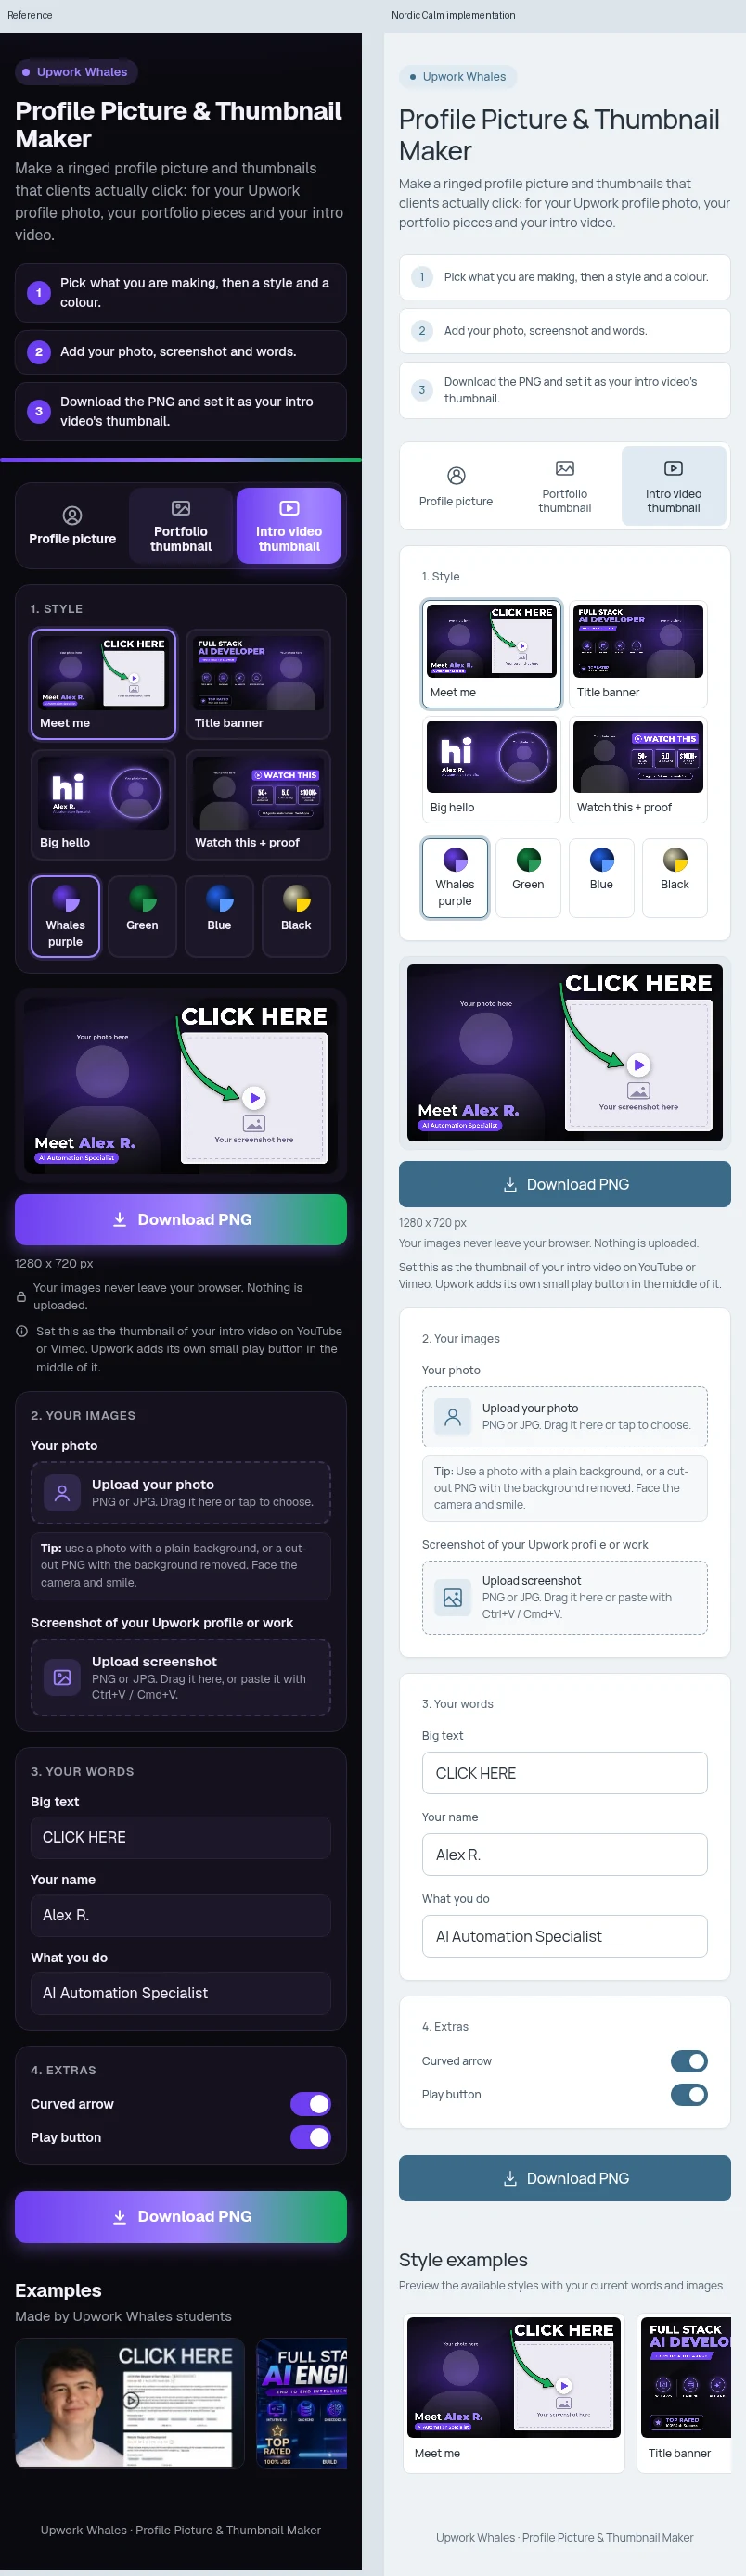 Reference
Upwork Whales
Profile Picture & Thumbnail
Maker
Make a ringed profile picture and thumbnails
that clients actually click: for your Upwork
profile photo, your portfolio pieces and your intro
video.
1
Pick what you are making, then a style and a
colour.
2
Add your photo, screenshot and words.
3
Download the PNG and set it as your intro
video's thumbnail.
Profile picture
Portfolio
thumbnail
Intro video
thumbnail
1. STYLE
CLICK HERE
Meet Alex R.
Meet me
FULL STACK
AI DEVELOPER
Title banner
hi
Alex R.
Big hello
WATCH THIS
50+
5.0
$100K+
Watch this + proof
Whales
purple
Green
Blue
Black
CLICK HERE
Your photo here
Your screenshot here
Meet Alex R.
AI Automation Specialist
Download PNG
1280 x 720 px
Your images never leave your browser. Nothing is
uploaded.
Set this as the thumbnail of your intro video on YouTube
or Vimeo. Upwork adds its own small play button in the
middle of it.
2. YOUR IMAGES
Your photo
Upload your photo
PNG or JPG. Drag it here or tap to choose.
Tip: use a photo with a plain background, or a cut-
out PNG with the background removed. Face the
camera and smile.
Screenshot of your Upwork profile or work
Upload screenshot
PNG or JPG. Drag it here, or paste it with
Ctrl+V / Cmd+V.
3. YOUR WORDS
Big text
CLICK HERE
Your name
Alex R.
What you do
AI Automation Specialist
4. EXTRAS
Curved arrow
Play button
Download PNG
Examples
Made by Upwork Whales students
CLICK HERE
FULL STA
AI ENGI
TOP
RATED
100% JSS
BUILD
Upwork Whales · Profile Picture & Thumbnail Maker
Nordic Calm implementation
Upwork Whales
Profile Picture & Thumbnail
Maker
Make a ringed profile picture and thumbnails that
clients actually click: for your Upwork profile photo, your
portfolio pieces and your intro video.
1
Pick what you are making, then a style and a colour.
2
Add your photo, screenshot and words.
3
Download the PNG and set it as your intro video's
thumbnail.
Profile picture
Portfolio
thumbnail
Intro video
thumbnail
1. Style
CLICK HERE
Meet Alex R.
Meet me
FULL STACK
AI DEVELOPER
Title banner
hi
Alex R.
Big hello
WATCH THIS
50+
5.0
$100K+
Watch this + proof
Whales
purple
Green
Blue
Black
CLICK HERE
Your photo here
Your screenshot here
Meet Alex R.
AI Automation Specialist
Download PNG
1280 x 720 px
Your images never leave your browser. Nothing is uploaded.
Set this as the thumbnail of your intro video on YouTube or
Vimeo. Upwork adds its own small play button in the middle of it.
2. Your images
Your photo
Upload your photo
PNG or JPG. Drag it here or tap to choose.
Tip: Use a photo with a plain background, or a cut-
out PNG with the background removed. Face the
camera and smile.
Screenshot of your Upwork profile or work
Upload screenshot
PNG or JPG. Drag it here or paste with
Ctrl+V / Cmd+V.
3. Your words
Big text
CLICK HERE
Your name
Alex R.
What you do
AI Automation Specialist
4. Extras
Curved arrow
Play button
Download PNG
Style examples
Preview the available styles with your current words and images.
CLICK HERE
Your photo here
Your screenshot here
Meet Alex R.
Meet me
FULL STACK
AI DEVELO
TOP RATED
Title banner
Upwork Whales · Profile Picture & Thumbnail Maker